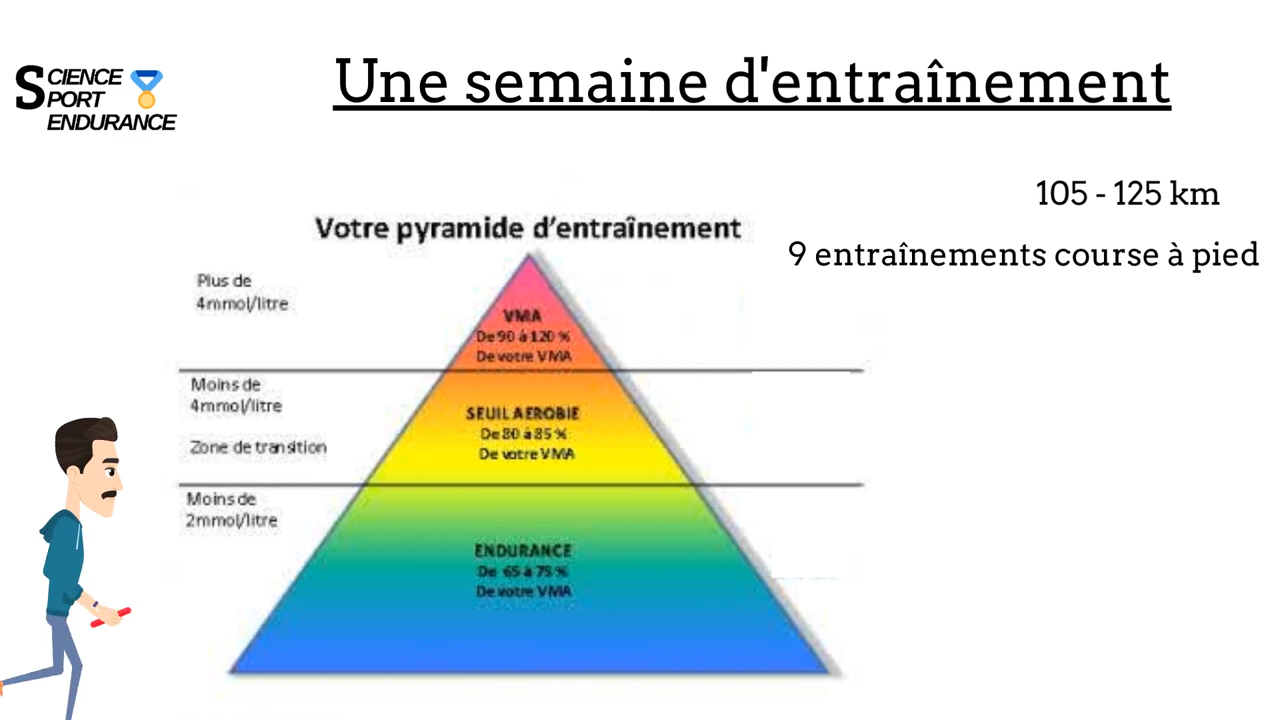 SCIENCE
SPORT
ENDURANCE
Une semaine d'entraînement
105 - 125 km
9 entraînements course à pied
Votre pyramide d'entraînement
Plus de
4mmol/litre
VMA
De 90 à 120 %
De votre VMA
Moins de
4mmol/litre
Zone de transition
SEUIL AEROBIE
De 80 à 85 %
De votre VMA
Moins de
2mmol/litre
ENDURANCE
De 65 à 75 %
De votre VMA